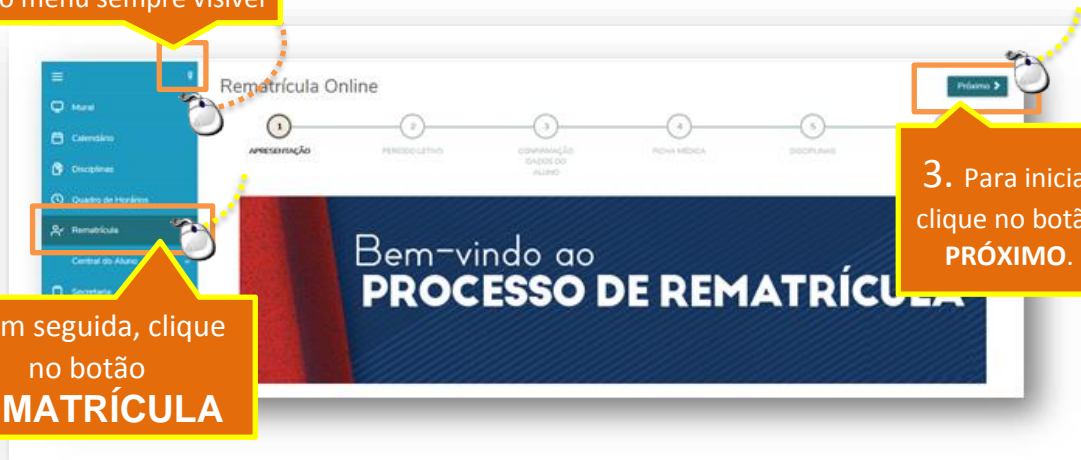 o menu sempre visível
Rematrícula Online
Próximo
Mural
Calendário
Disciplinas
Quadro de Horários
Rematrícula
Central do Aluno
Secretaria
1
2
3
4
5
APRESENTAÇÃO
PERÍODO LETIVO
CONFIRMAÇÃO
DADOS DO
ALUNO
FICHA MÉDICA
DISCIPLINAS
3. Para inicia
clique no botã
PRÓXIMO.
Bem-vindo ao
PROCESSO DE REMATRÍCULA
m seguida, clique
no botão
MATRÍCULA